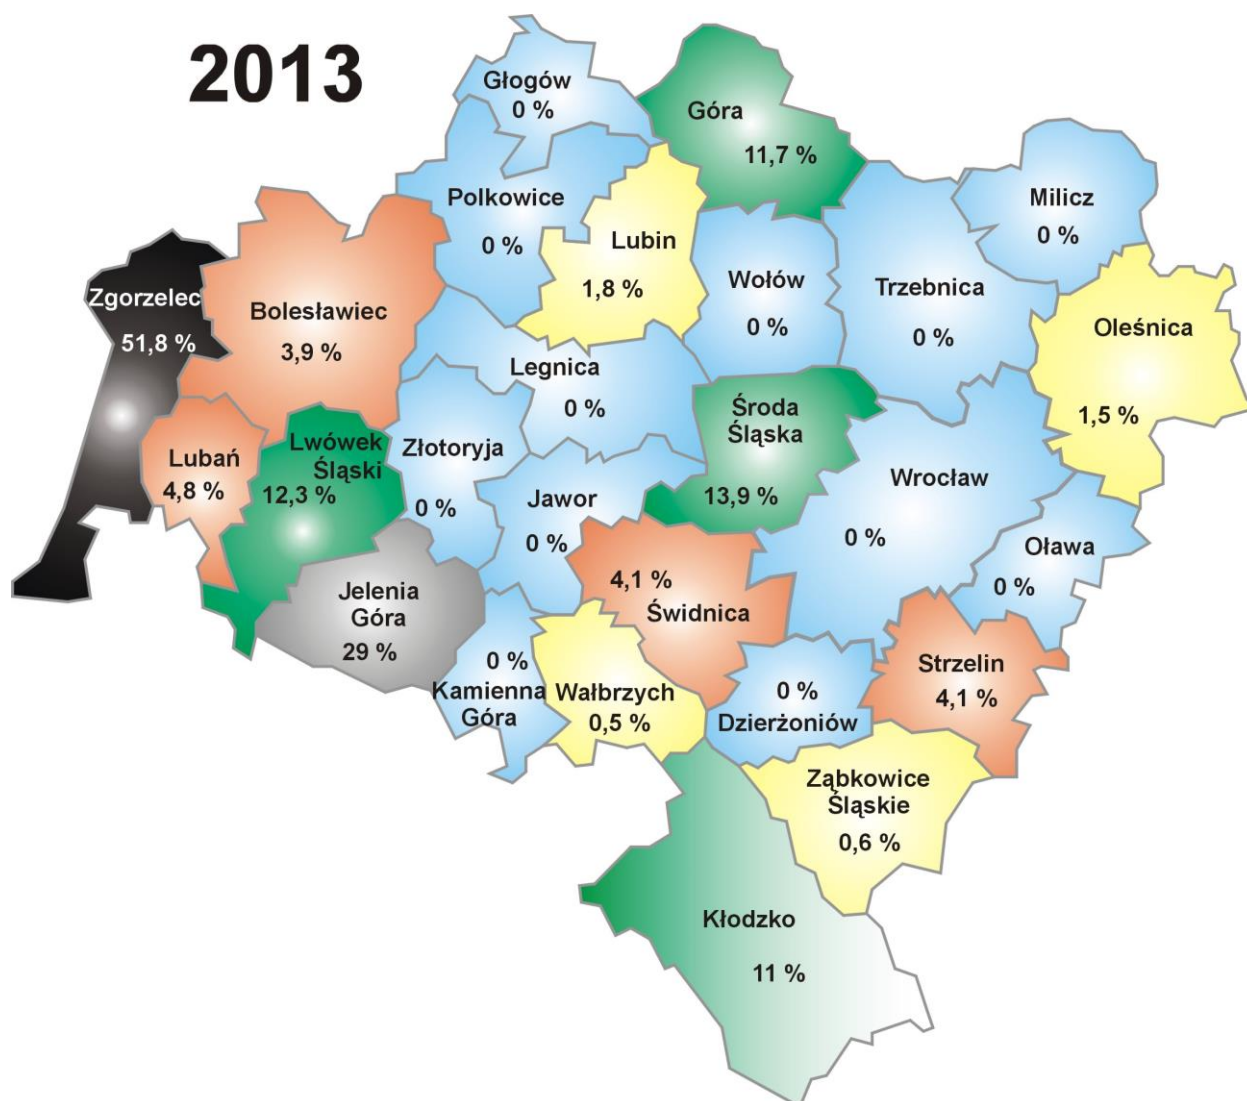 2013
Głogów
0 %
Góra
11,7 %
Polkowice
0 %
Milicz
0 %
Lubin
1,8 %
Wołów
0 %
Trzebnica
0 %
Zgorzelec
51,8 %
Bolesławiec
3,9 %
Oleśnica
1,5 %
Legnica
0 %
Środa
Śląska
13,9 %
Lubań
4,8 %
Lwówek
Śląski
12,3 %
Złotoryja
0 %
Jawor
0 %
Wrocław
0 %
Oława
0 %
Jelenia
Góra
29 %
4,1 %
Świdnica
0 %
Kamienna
Góra
Wałbrzych
0,5 %
0 %
Dzierżoniów
Strzelin
4,1 %
Ząbkowice
Śląskie
0,6 %
Kłodzko
11 %